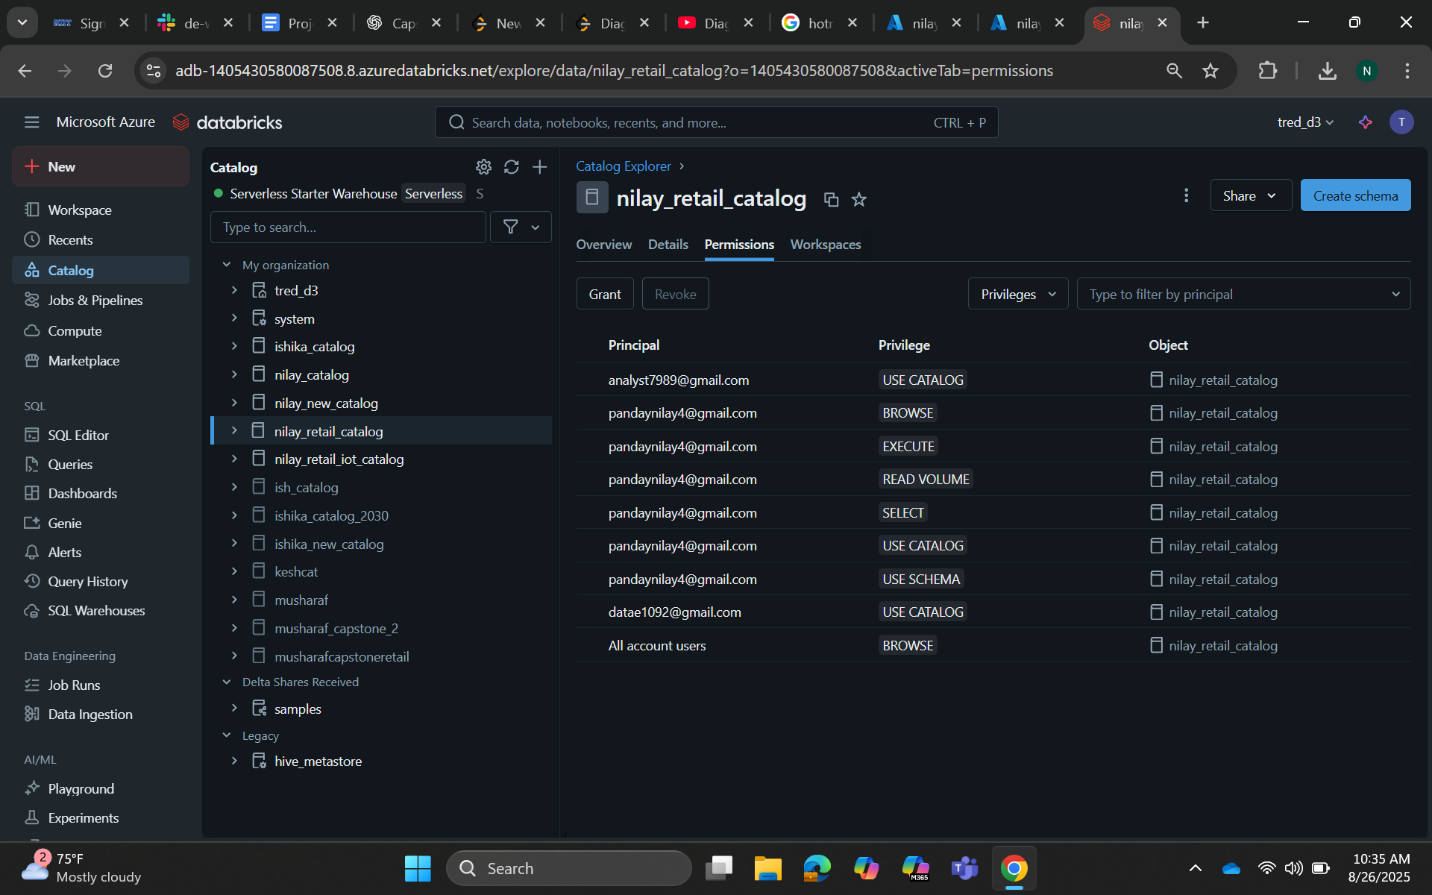 Sign
de-v
Proj
Cap
New
Diag
Diag
hotr
nilay
nilay
nilay
adb-1405430580087508.8.azuredatabricks.net/explore/data/nilay_retail_catalog?o=1405430580087508&activeTab=permissions
N
Microsoft Azure databricks
Search data, notebooks, recents, and more... CTRL + P
tred_d3
T
New
Workspace
Recents
Catalog
Jobs & Pipelines
Compute
Marketplace
SQL
SQL Editor
Queries
Dashboards
Genie
Alerts
Query History
SQL Warehouses
Data Engineering
Job Runs
Data Ingestion
AI/ML
Playground
Experiments
Catalog
Serverless Starter Warehouse Serverless S
Type to search...
My organization
tred_d3
system
ishika_catalog
nilay_catalog
nilay_new_catalog
nilay_retail_catalog
nilay_retail_iot_catalog
ish_catalog
ishika_catalog_2030
ishika_new_catalog
keshcat
musharaf
musharaf_capstone_2
musharafcapstoneretail
Delta Shares Received
samples
Legacy
hive_metastore
Catalog Explorer
nilay_retail_catalog
Share
Create schema
Overview Details Permissions Workspaces
Grant Revoke Privileges Type to filter by principal
Principal Privilege Object
analyst7989@gmail.com USE CATALOG nilay_retail_catalog
pandaynilay4@gmail.com BROWSE nilay_retail_catalog
pandaynilay4@gmail.com EXECUTE nilay_retail_catalog
pandaynilay4@gmail.com READ VOLUME nilay_retail_catalog
pandaynilay4@gmail.com SELECT nilay_retail_catalog
pandaynilay4@gmail.com USE CATALOG nilay_retail_catalog
pandaynilay4@gmail.com USE SCHEMA nilay_retail_catalog
datae1092@gmail.com USE CATALOG nilay_retail_catalog
All account users BROWSE nilay_retail_catalog
2
75°F
Mostly cloudy
Search
M365
10:35 AM
8/26/2025